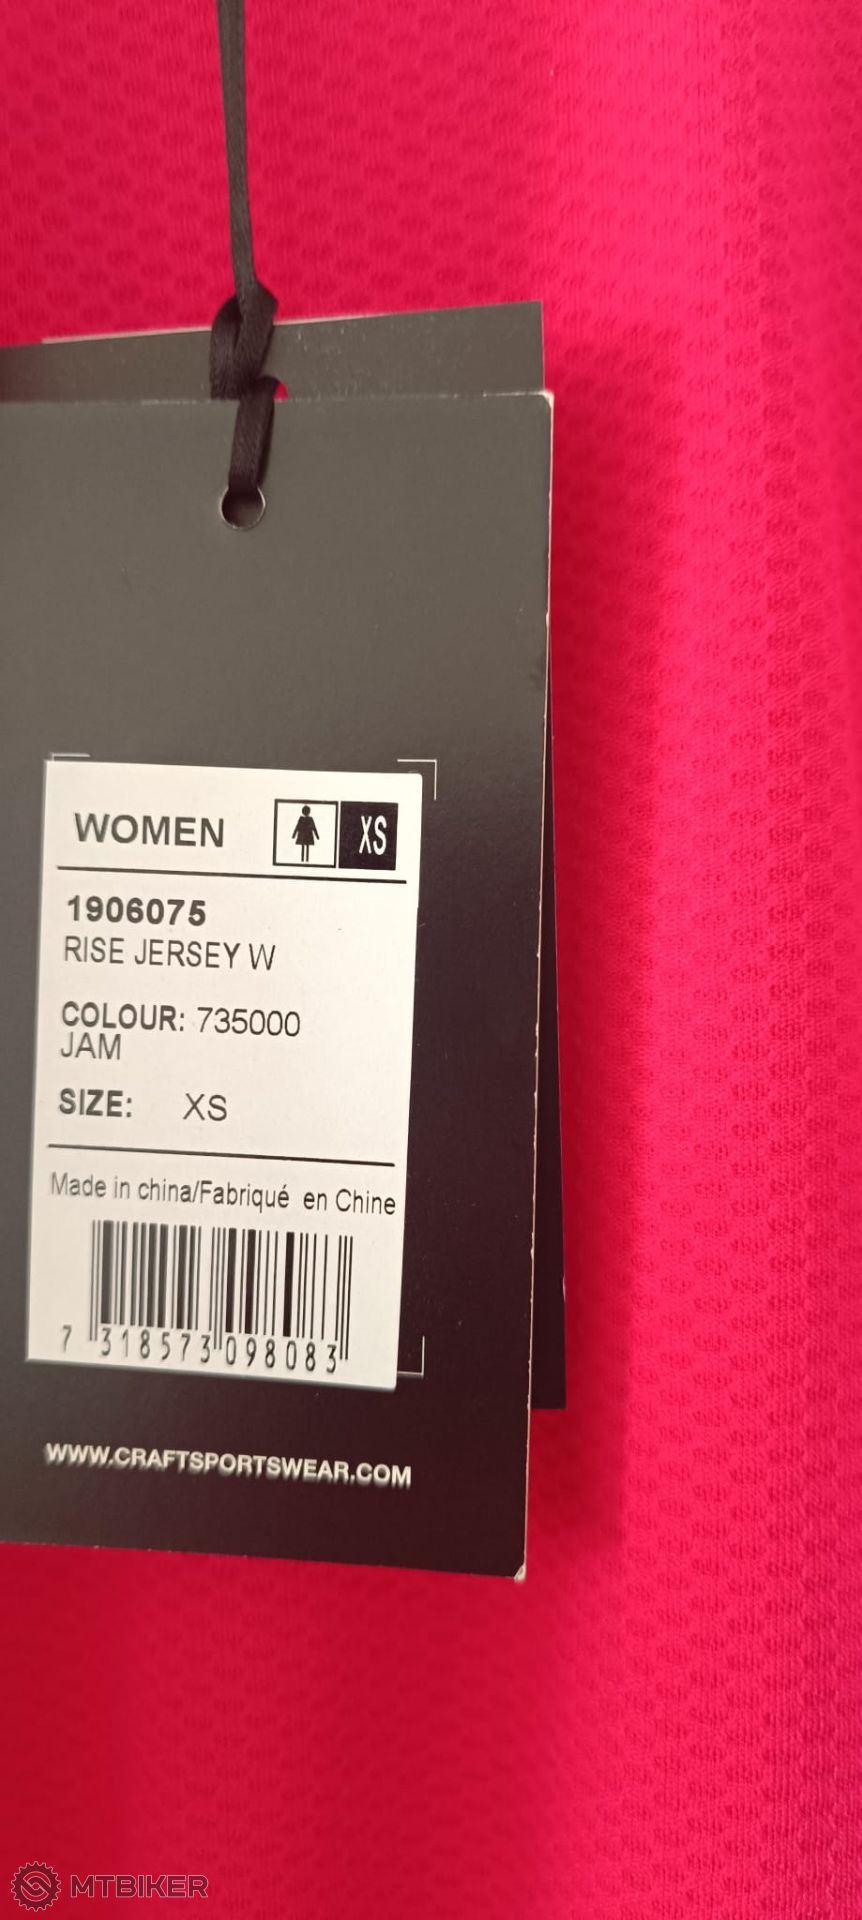 WOMEN XS
1906075
RISE JERSEY W
COLOUR: 735000
JAM
SIZE: XS
Made in china/Fabriqué en Chine
7 318573 098083
WWW.CRAFTSPORTSWEAR.COM
MTBIKER